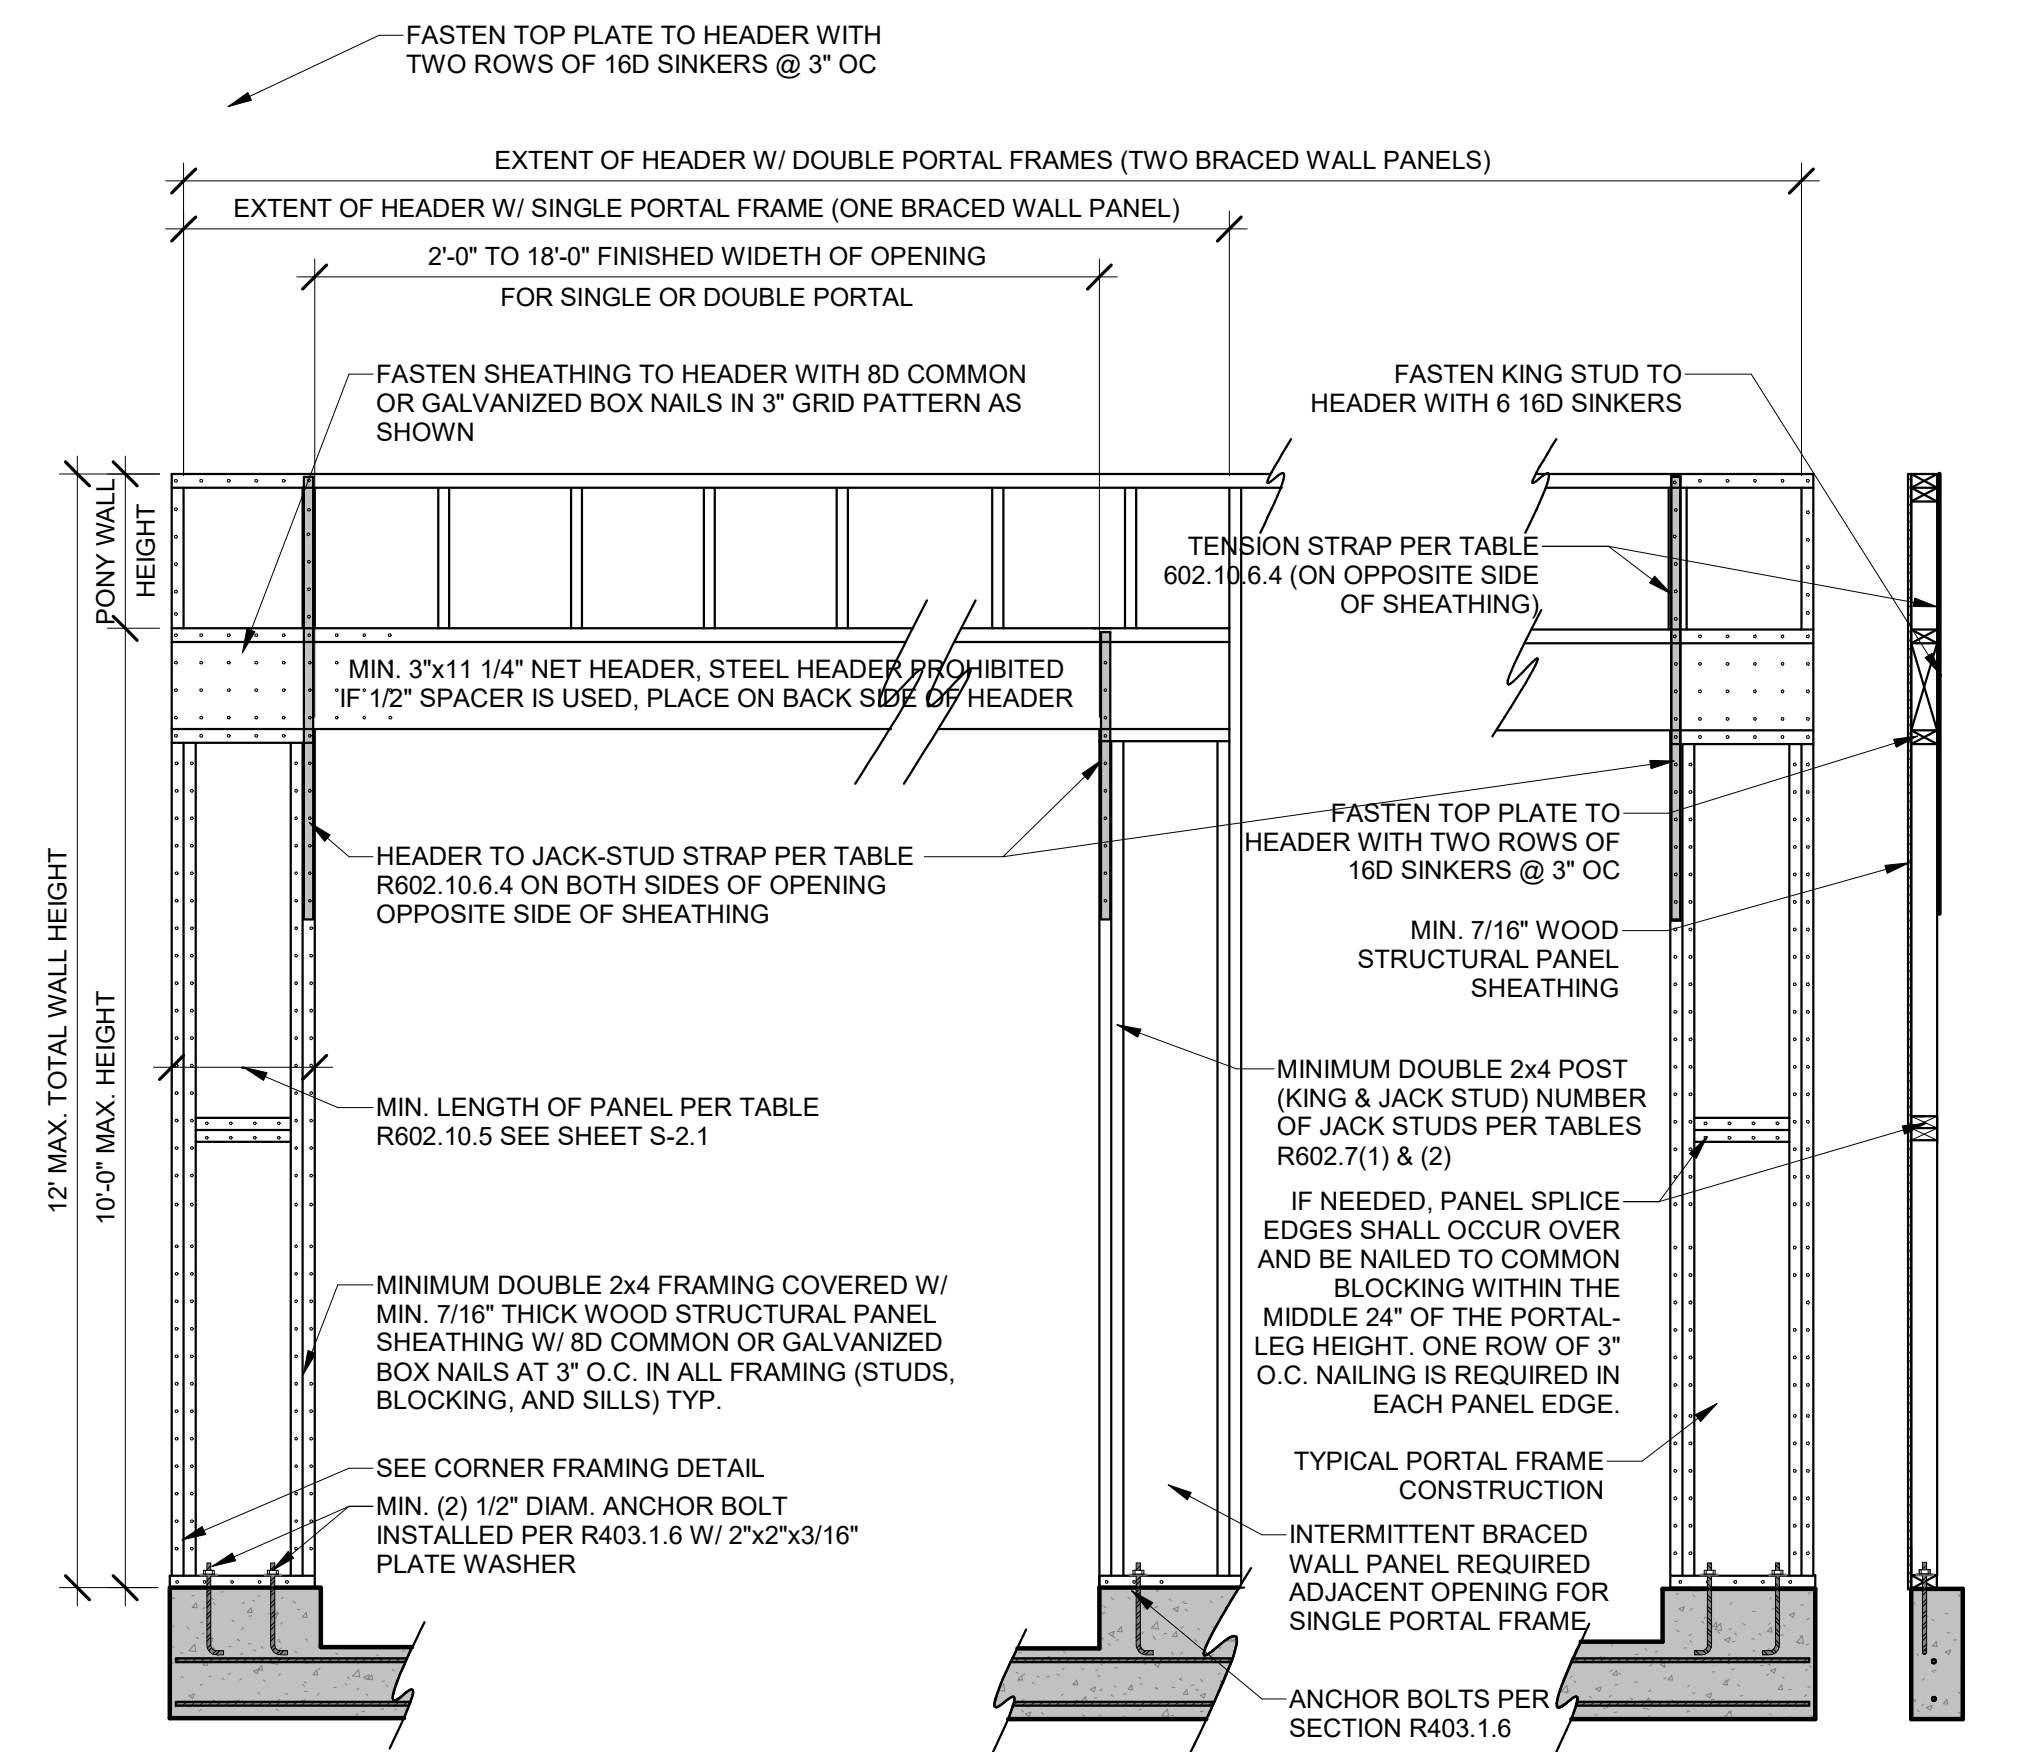 FASTEN TOP PLATE TO HEADER WITH
TWO ROWS OF 16D SINKERS @ 3" OC
EXTENT OF HEADER W/ DOUBLE PORTAL FRAMES (TWO BRACED WALL PANELS)
EXTENT OF HEADER W/ SINGLE PORTAL FRAME (ONE BRACED WALL PANEL)
2'-0" TO 18'-0" FINISHED WIDETH OF OPENING
FOR SINGLE OR DOUBLE PORTAL
FASTEN SHEATHING TO HEADER WITH 8D COMMON
OR GALVANIZED BOX NAILS IN 3" GRID PATTERN AS
SHOWN
FASTEN KING STUD TO
HEADER WITH 6 16D SINKERS
PONY WALL
HEIGHT
TENSION STRAP PER TABLE
602.10.6.4 (ON OPPOSITE SIDE
OF SHEATHING)
MIN. 3"x11 1/4" NET HEADER, STEEL HEADER PROHIBITED
IF 1/2" SPACER IS USED, PLACE ON BACK SIDE OF HEADER
12' MAX. TOTAL WALL HEIGHT
10'-0" MAX. HEIGHT
HEADER TO JACK-STUD STRAP PER TABLE
R602.10.6.4 ON BOTH SIDES OF OPENING
OPPOSITE SIDE OF SHEATHING
FASTEN TOP PLATE TO
HEADER WITH TWO ROWS OF
16D SINKERS @ 3" OC
MIN. 7/16" WOOD
STRUCTURAL PANEL
SHEATHING
MIN. LENGTH OF PANEL PER TABLE
R602.10.5 SEE SHEET S-2.1
MINIMUM DOUBLE 2x4 POST
(KING & JACK STUD) NUMBER
OF JACK STUDS PER TABLES
R602.7(1) & (2)
IF NEEDED, PANEL SPLICE
EDGES SHALL OCCUR OVER
AND BE NAILED TO COMMON
BLOCKING WITHIN THE
MIDDLE 24" OF THE PORTAL-
LEG HEIGHT. ONE ROW OF 3"
O.C. NAILING IS REQUIRED IN
EACH PANEL EDGE.
MINIMUM DOUBLE 2x4 FRAMING COVERED W/
MIN. 7/16" THICK WOOD STRUCTURAL PANEL
SHEATHING W/ 8D COMMON OR GALVANIZED
BOX NAILS AT 3" O.C. IN ALL FRAMING (STUDS,
BLOCKING, AND SILLS) TYP.
TYPICAL PORTAL FRAME
CONSTRUCTION
SEE CORNER FRAMING DETAIL
MIN. (2) 1/2" DIAM. ANCHOR BOLT
INSTALLED PER R403.1.6 W/ 2"x2"x3/16"
PLATE WASHER
INTERMITTENT BRACED
WALL PANEL REQUIRED
ADJACENT OPENING FOR
SINGLE PORTAL FRAME
ANCHOR BOLTS PER
SECTION R403.1.6